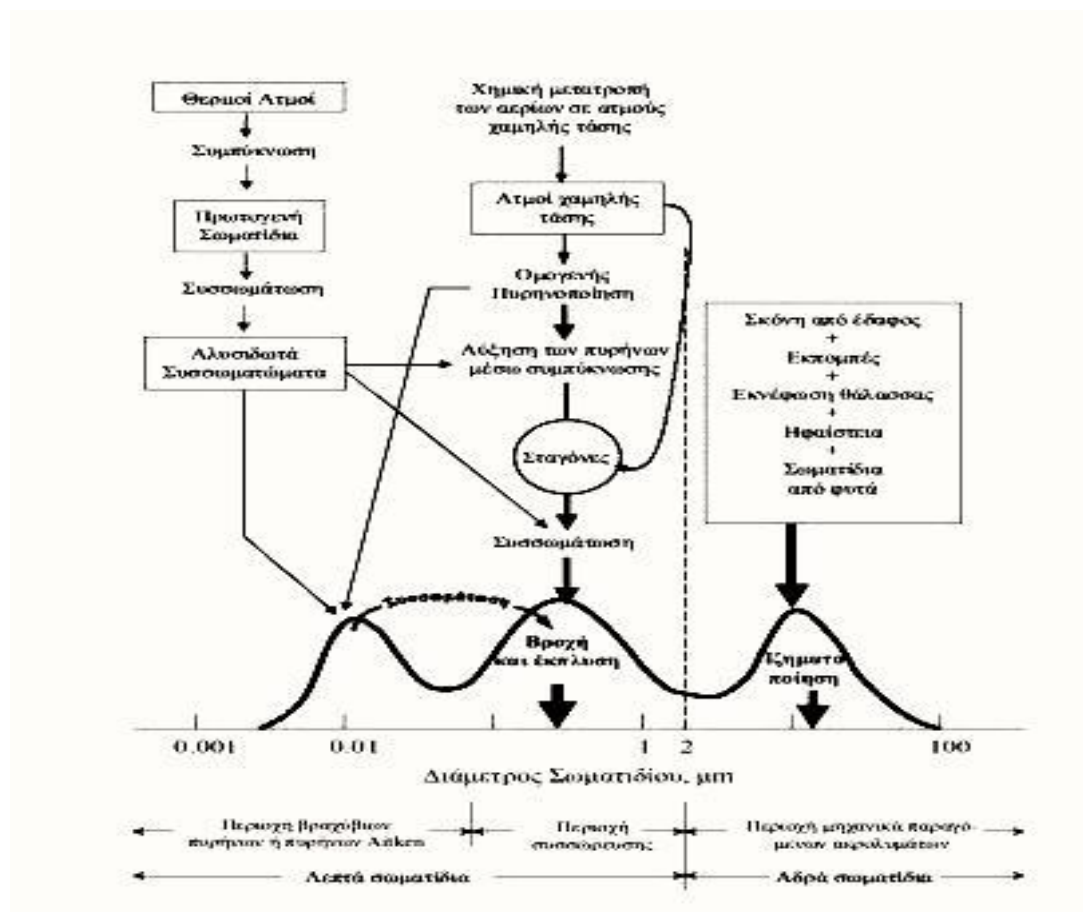 Θερμοί Ατμοί
Συμπύκνωση
Πρωτογενή
Σωματίδια
Συσσωμάτωση
Αλυσιδωτά
Συσσωματώματα
Χημική μετατροπή
των αερίων σε ατμούς
χαμηλής τάσης
Ατμοί χαμηλής
τάσης
Ομογενής
Πυρηνοποίηση
Αύξηση των πυρήνων
μέσω συμπύκνωσης
Σταγόνες
Συσσωμάτωση
Σκόνη από έδαφος
+
Εκπομπές
+
Εκνέφωση θάλασσας
+
Ηφαίστεια
+
Σωματίδια
από φυτά
Συσσωμάτωση
Βροχή
και έκπλυση
Ιζηματο
ποίηση
0.001 0.01 1 2 100
Διάμετρος Σωματιδίου, μm
Περιοχή βραχύβιων
πυρήνων ή πυρήνων Aitken
Περιοχή
συσσώρευσης
Περιοχή μηχανικά παραγό-
μενων αερολυμάτων
Λεπτά σωματίδια
Αδρά σωματίδια